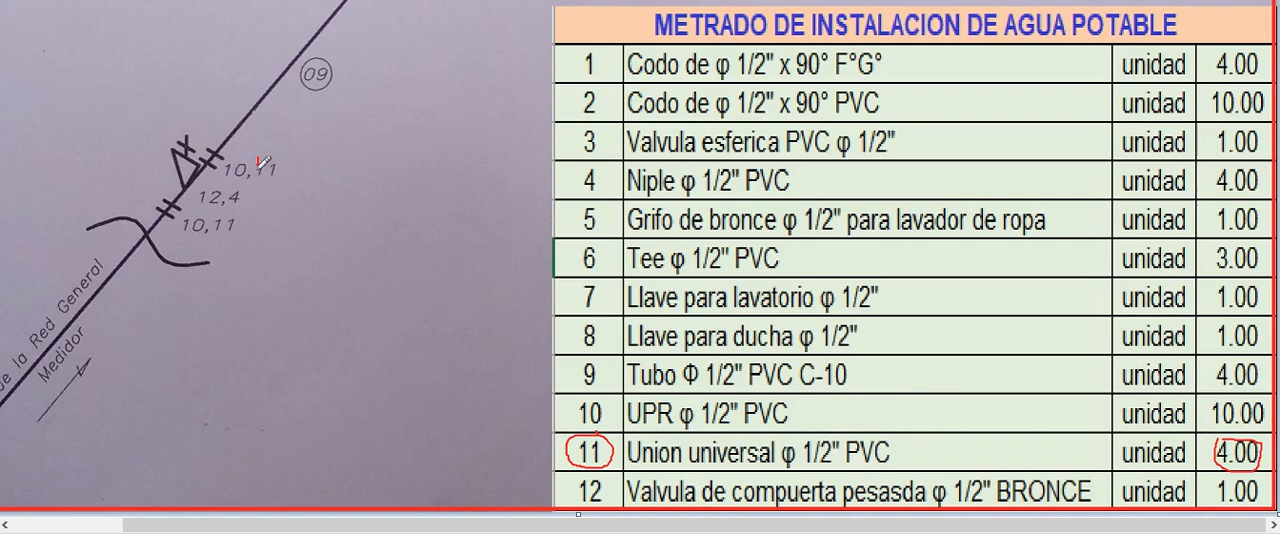 09
10,11
12,4
10,11
de la Red General
Medidor
METRADO DE INSTALACION DE AGUA POTABLE
1 Codo de φ 1/2" x 90° F°G° unidad 4.00
2 Codo de φ 1/2" x 90° PVC unidad 10.00
3 Valvula esferica PVC φ 1/2" unidad 1.00
4 Niple φ 1/2" PVC unidad 4.00
5 Grifo de bronce φ 1/2" para lavador de ropa unidad 1.00
6 Tee φ 1/2" PVC unidad 3.00
7 Llave para lavatorio φ 1/2" unidad 1.00
8 Llave para ducha φ 1/2" unidad 1.00
9 Tubo Φ 1/2" PVC C-10 unidad 4.00
10 UPR φ 1/2" PVC unidad 10.00
11 Union universal φ 1/2" PVC unidad 4.00
12 Valvula de compuerta pesasda φ 1/2" BRONCE unidad 1.00